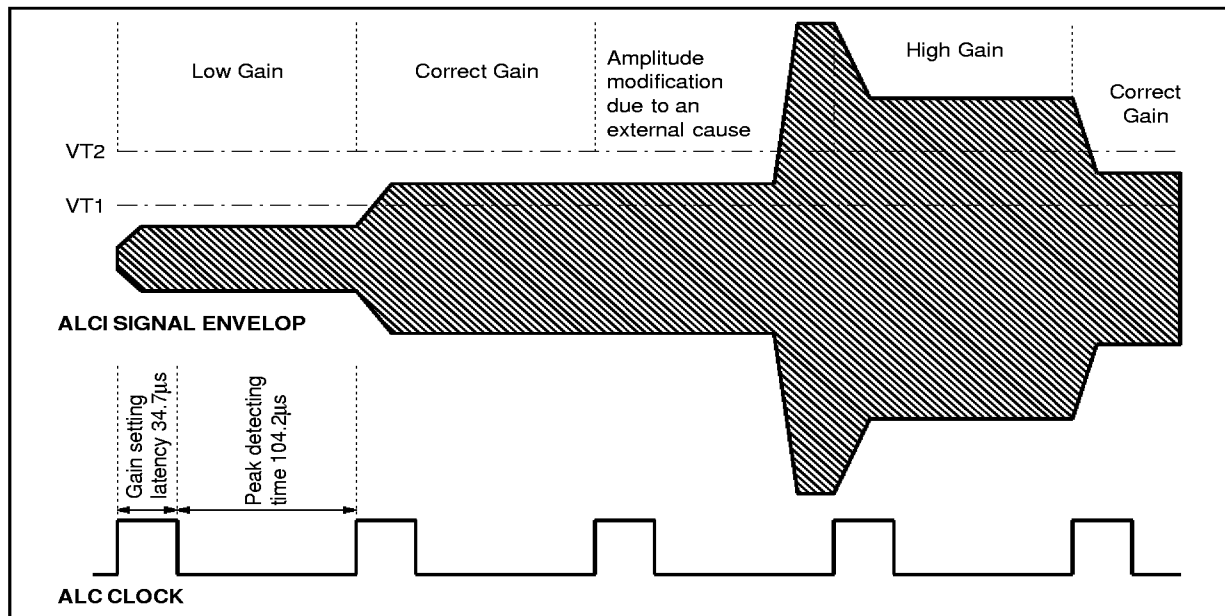 Low Gain
Correct Gain
Amplitude
modification
due to an
external cause
High Gain
Correct
Gain
VT2
VT1
ALCI SIGNAL ENVELOP
Gain setting
latency 34.7μs
Peak detecting
time 104.2μs
ALC CLOCK